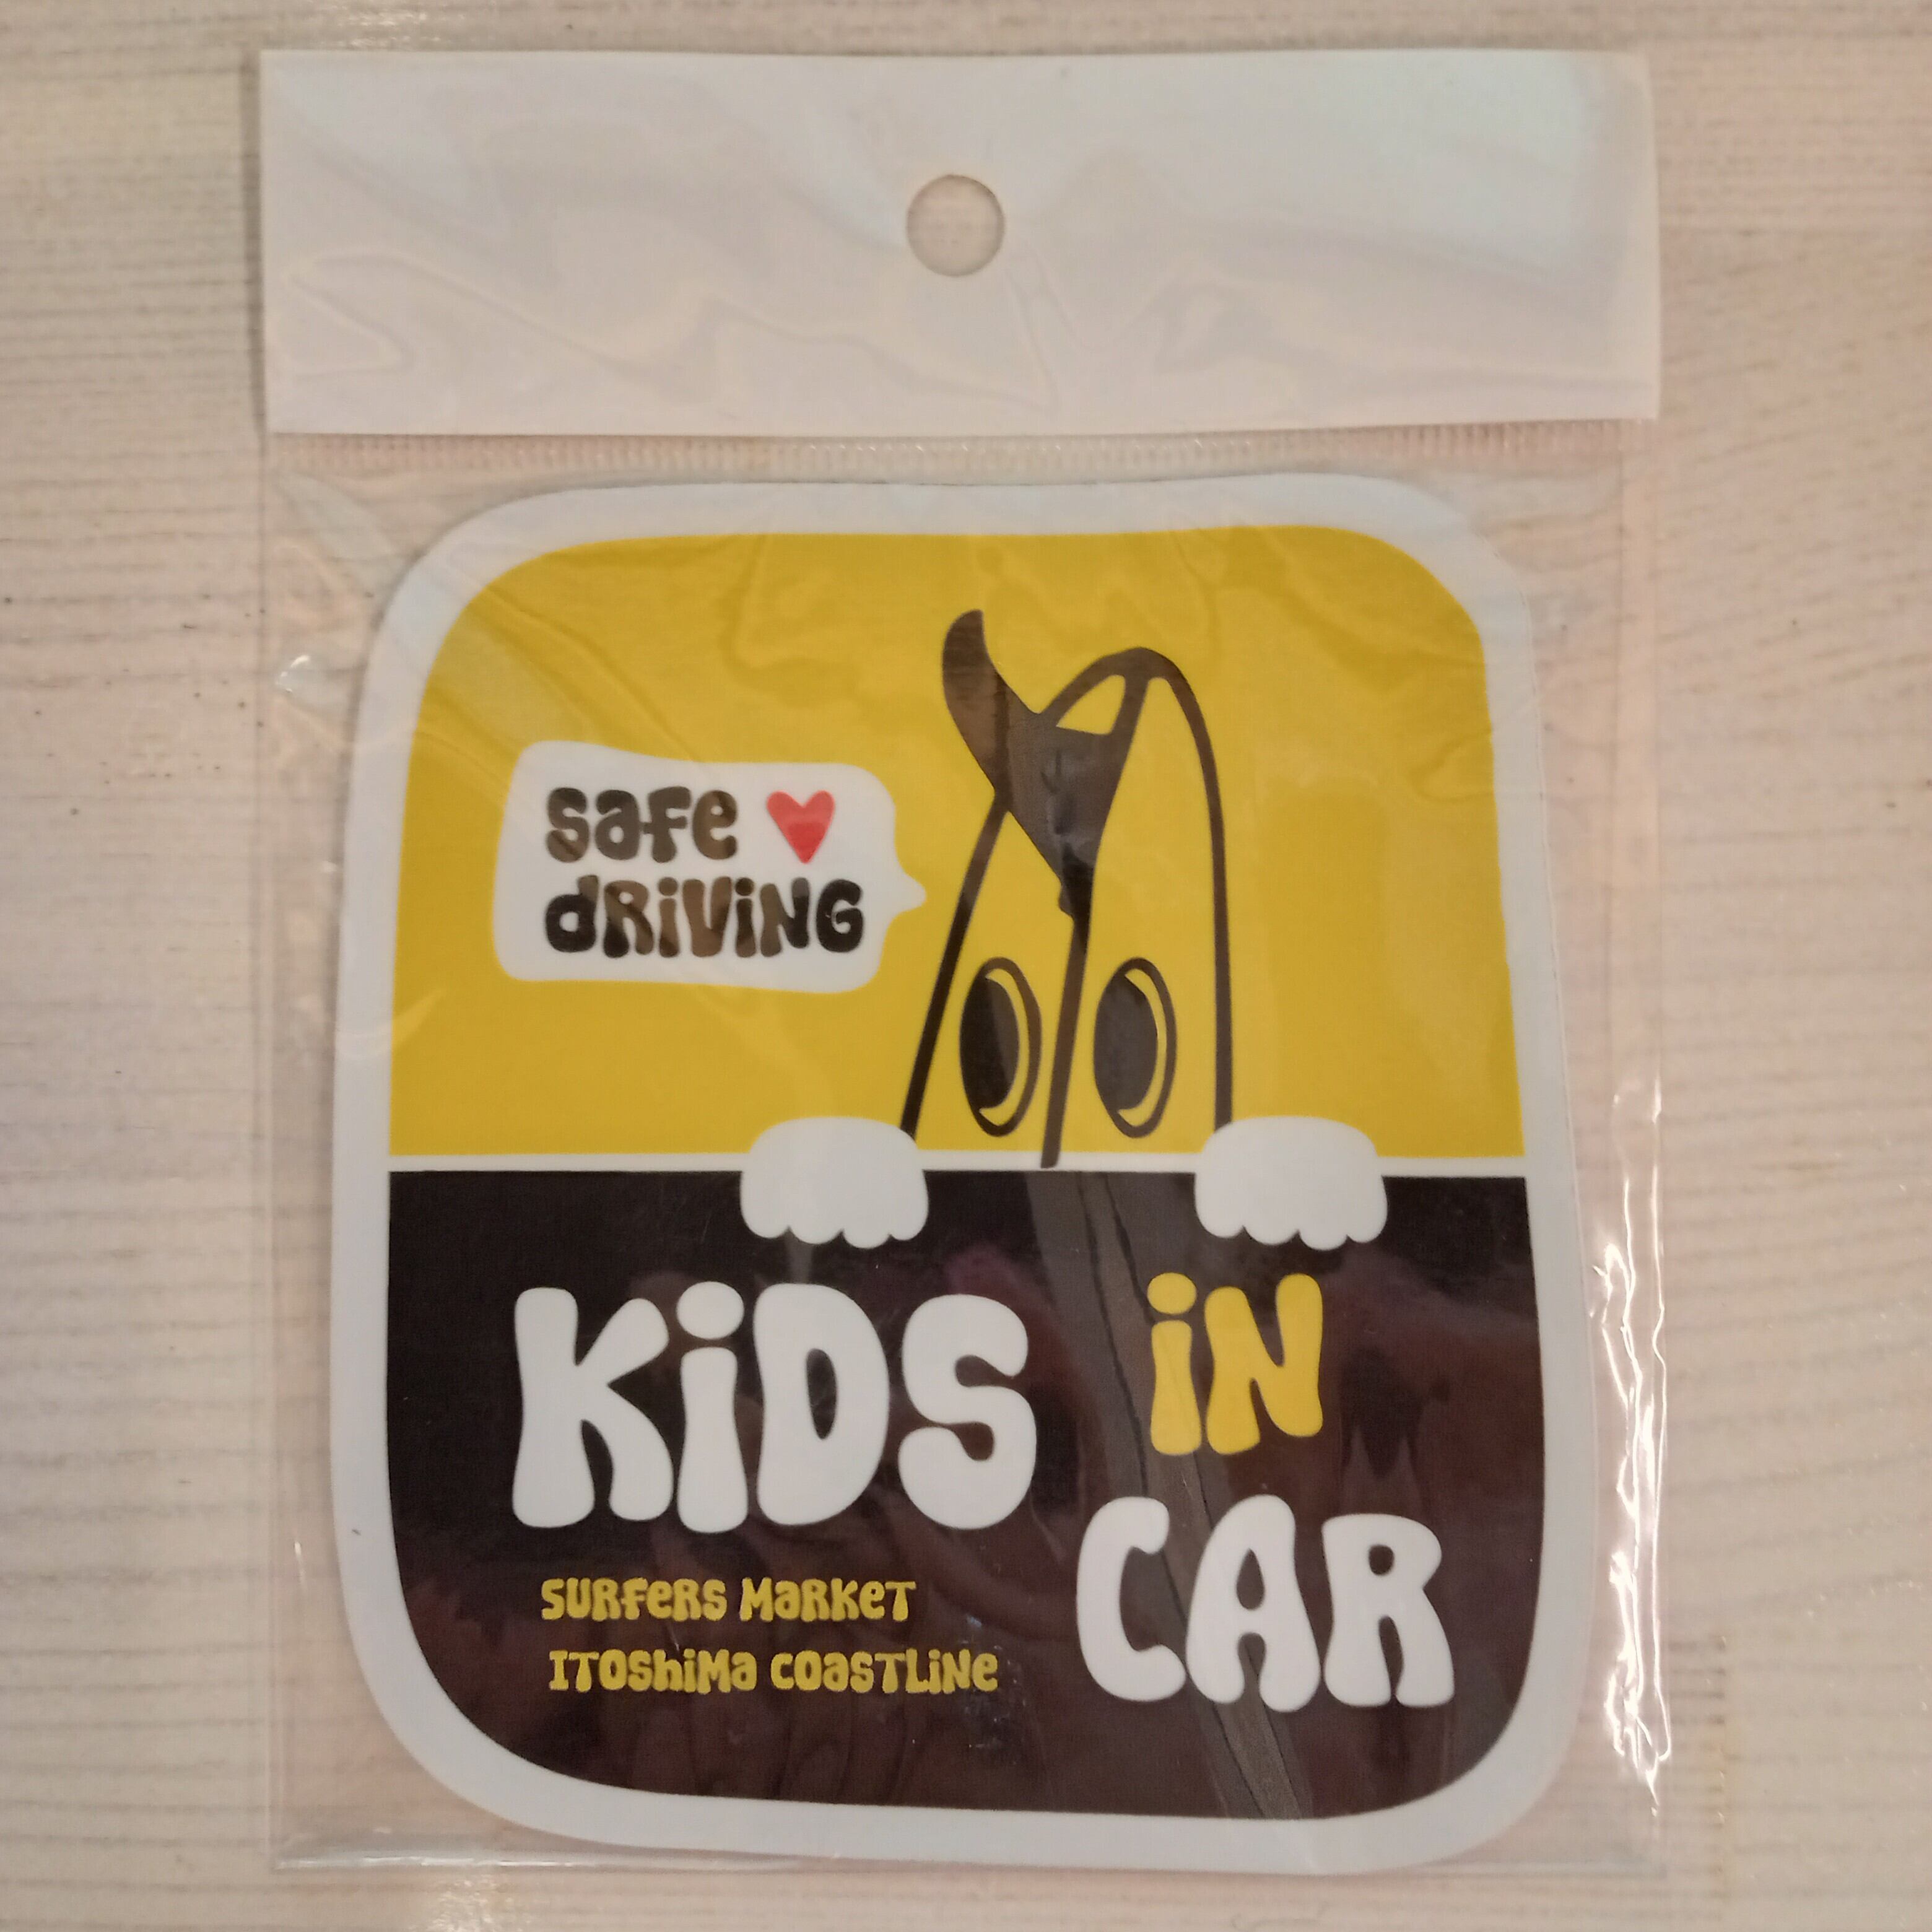 safe ♥
dRiViNG
KiDS iN
CAR
SURFeRS MaRKeT
ITOShiMa COaSTLiNe